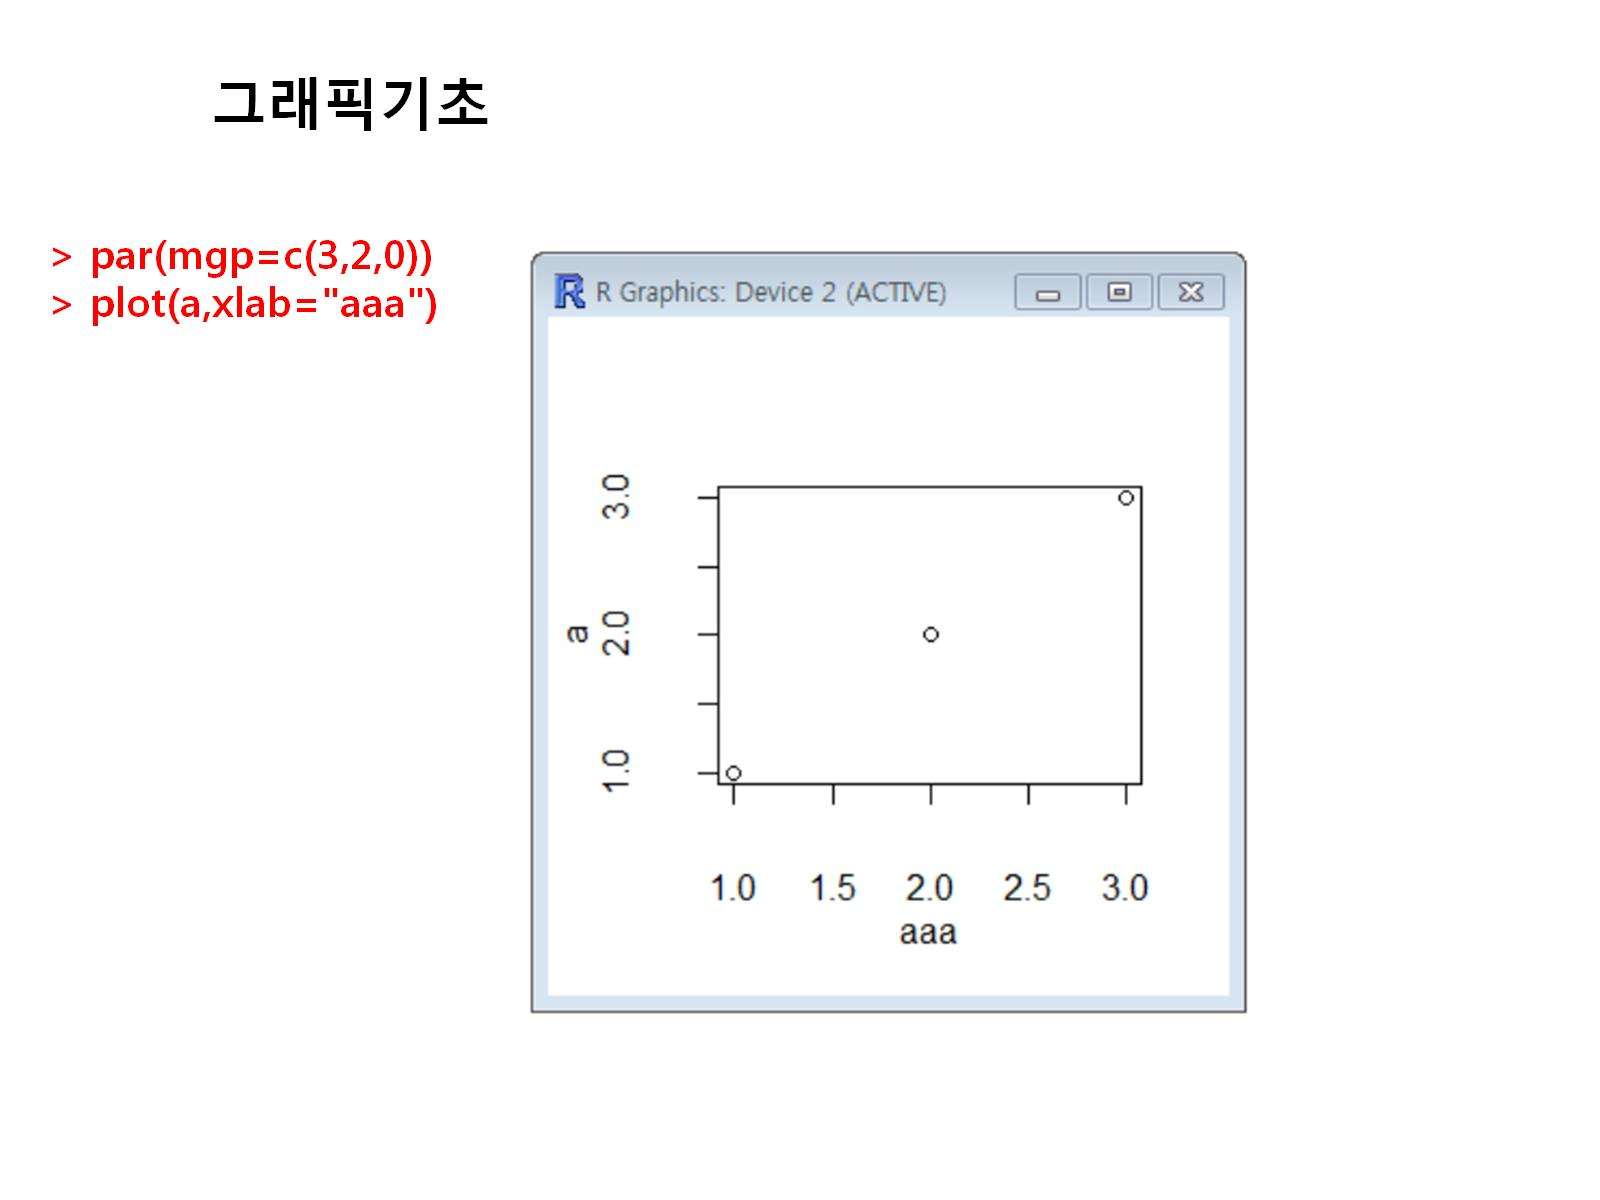 그래픽기초
> par(mgp=c(3,2,0))
> plot(a,xlab="aaa")
R Graphics: Device 2 (ACTIVE)
3.0
2.0
1.0
a
1.0 1.5 2.0 2.5 3.0
aaa